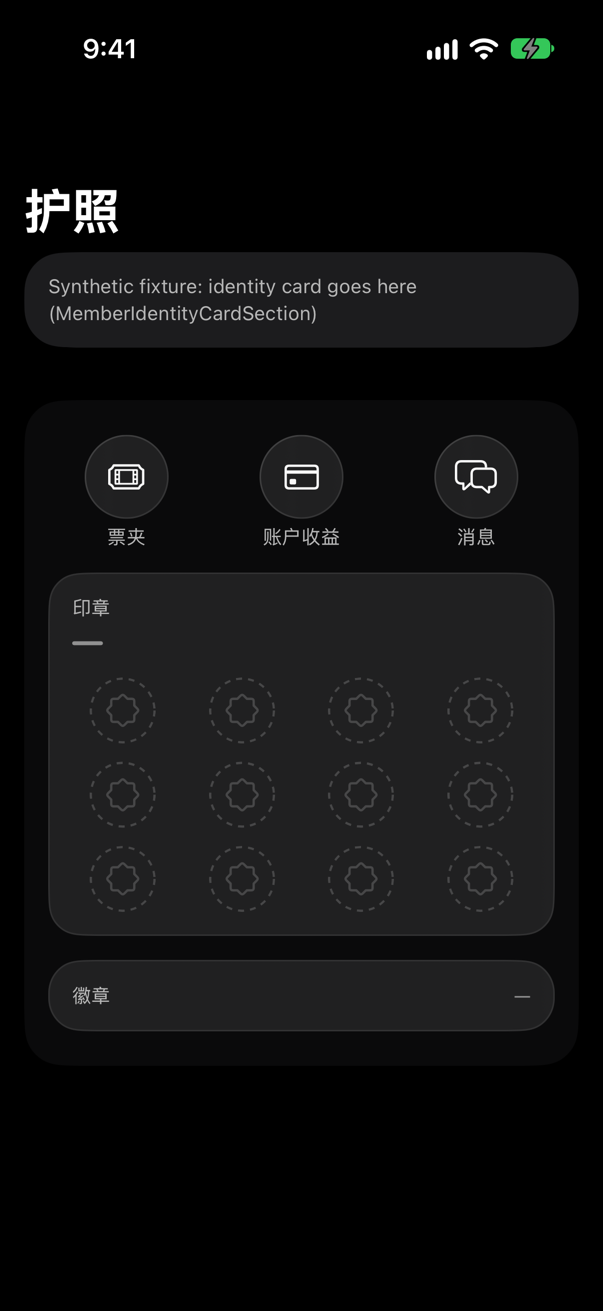 9:41
护照
Synthetic fixture: identity card goes here
(MemberIdentityCardSection)
票夹
账户收益
消息
印章
徽章
—